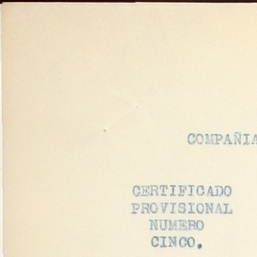 COMPAÑIA
CERTIFICADO
PROVISIONAL
NUMERO
CINCO.